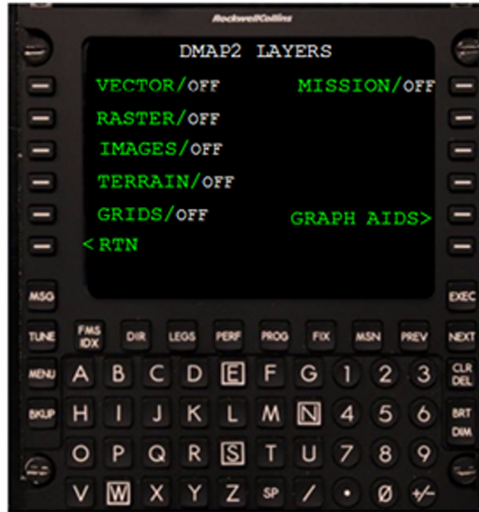 RockwellCollins
DMAP2 LAYERS
VECTOR/OFF MISSION/OFF
RASTER/OFF
IMAGES/OFF
TERRAIN/OFF
GRIDS/OFF GRAPH AIDS>
<RTN
MSG EXEC
TUNE FMS IDX DIR LEGS PERF PROG FIX MSN PREV NEXT
MENU A B C D E F G 1 2 3 CLR DEL
BKUP H I J K L M N 4 5 6 BRT DIM
O P Q R S T U 7 8 9
V W X Y Z SP / • Ø +/-